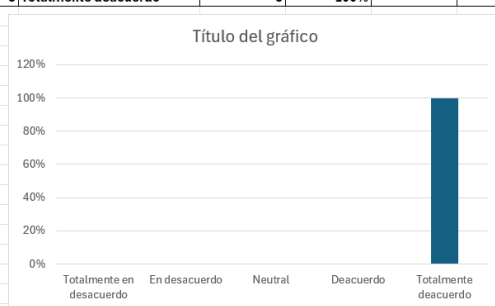 Título del gráfico
120%
100%
80%
60%
40%
20%
0%
Totalmente en desacuerdo
En desacuerdo
Neutral
Deacuerdo
Totalmente deacuerdo